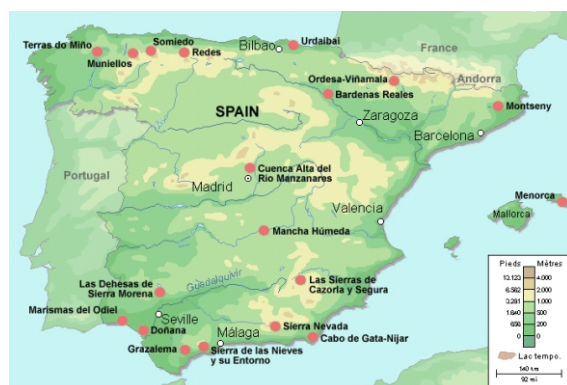 Terras do Miño
Somiedo
Muniellos
Redes
Bilbao
Urdaibai
France
Ordesa-Viñamala
Andorra
Bardenas Reales
Montseny
SPAIN
Zaragoza
Barcelona
Portugal
Cuenca Alta del
Rio Manzanares
Madrid
Menorca
Mallorca
Valencia
Mancha Húmeda
Guadalquivir
Las Dehesas de
Sierra Morena
Las Sierras de
Cazorla y Segura
Marismas del Odiel
Seville
Doñana
Málaga
Sierra Nevada
Cabo de Gata-Nijar
Grazalema
Sierra de las Nieves
y su Entorno
Pieds Mètres
13.123 4.000
6.562 2.000
3.281 1.000
1.640 500
656 200
0 0
Lac tempo.
140 km
92 mi